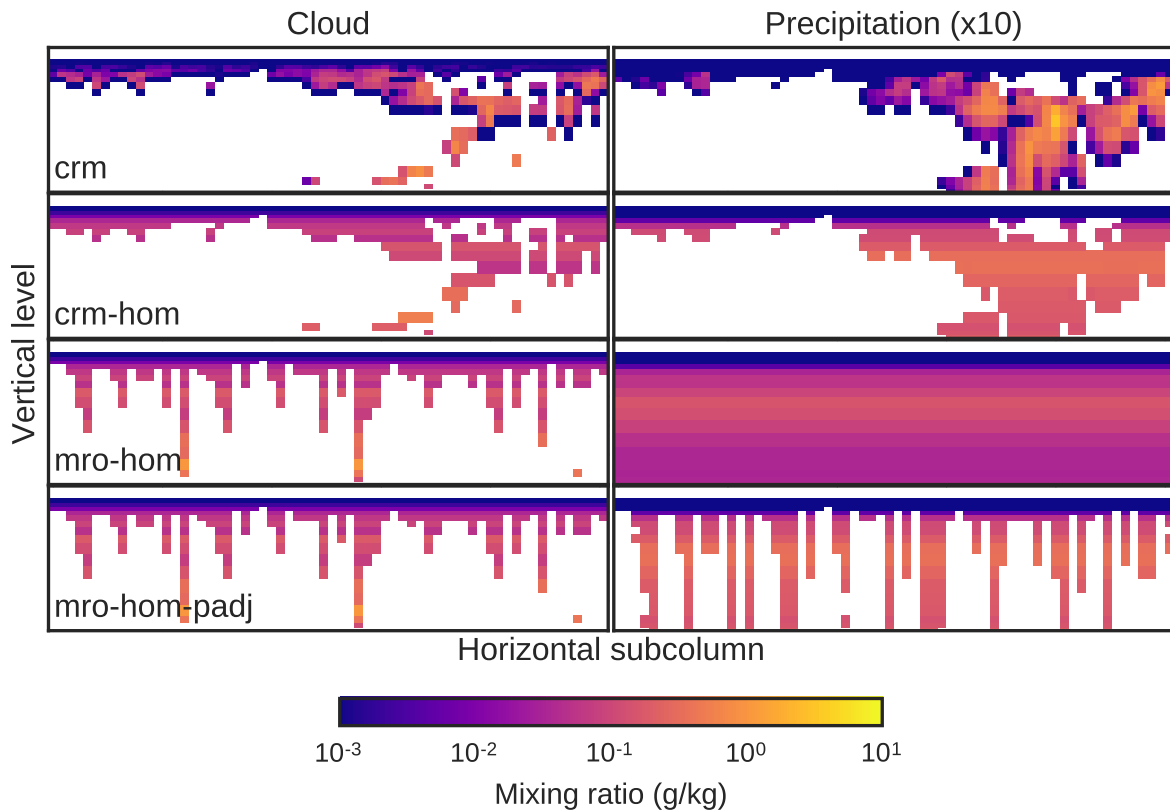 Cloud
Precipitation (x10)
Vertical level
crm
crm-hom
mro-hom
mro-hom-padj
Horizontal subcolumn
10⁻³ 10⁻² 10⁻¹ 10⁰ 10¹
Mixing ratio (g/kg)